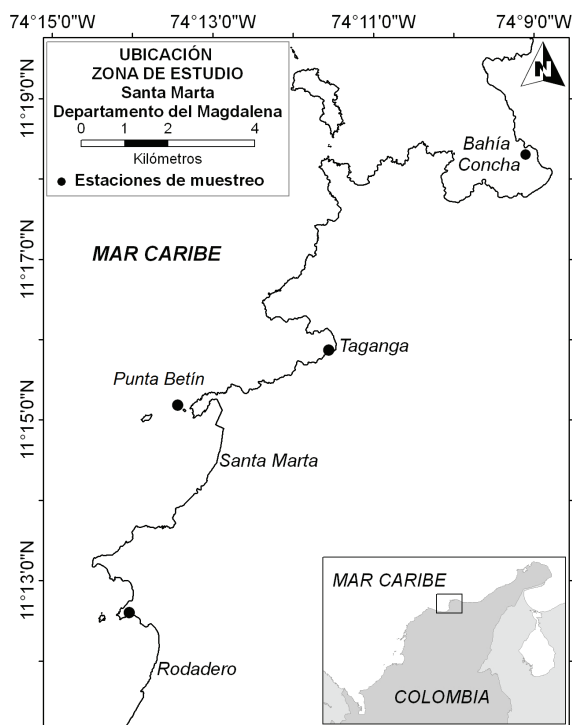 74°15'0"W 74°13'0"W 74°11'0"W 74°9'0"W
UBICACIÓN
ZONA DE ESTUDIO
Santa Marta
Departamento del Magdalena
0 1 2 4
Kilómetros
Estaciones de muestreo
N
11°19'0"N
Bahía
Concha
MAR CARIBE
11°17'0"N
Taganga
Punta Betín
11°15'0"N
Santa Marta
11°13'0"N
Rodadero
MAR CARIBE
COLOMBIA